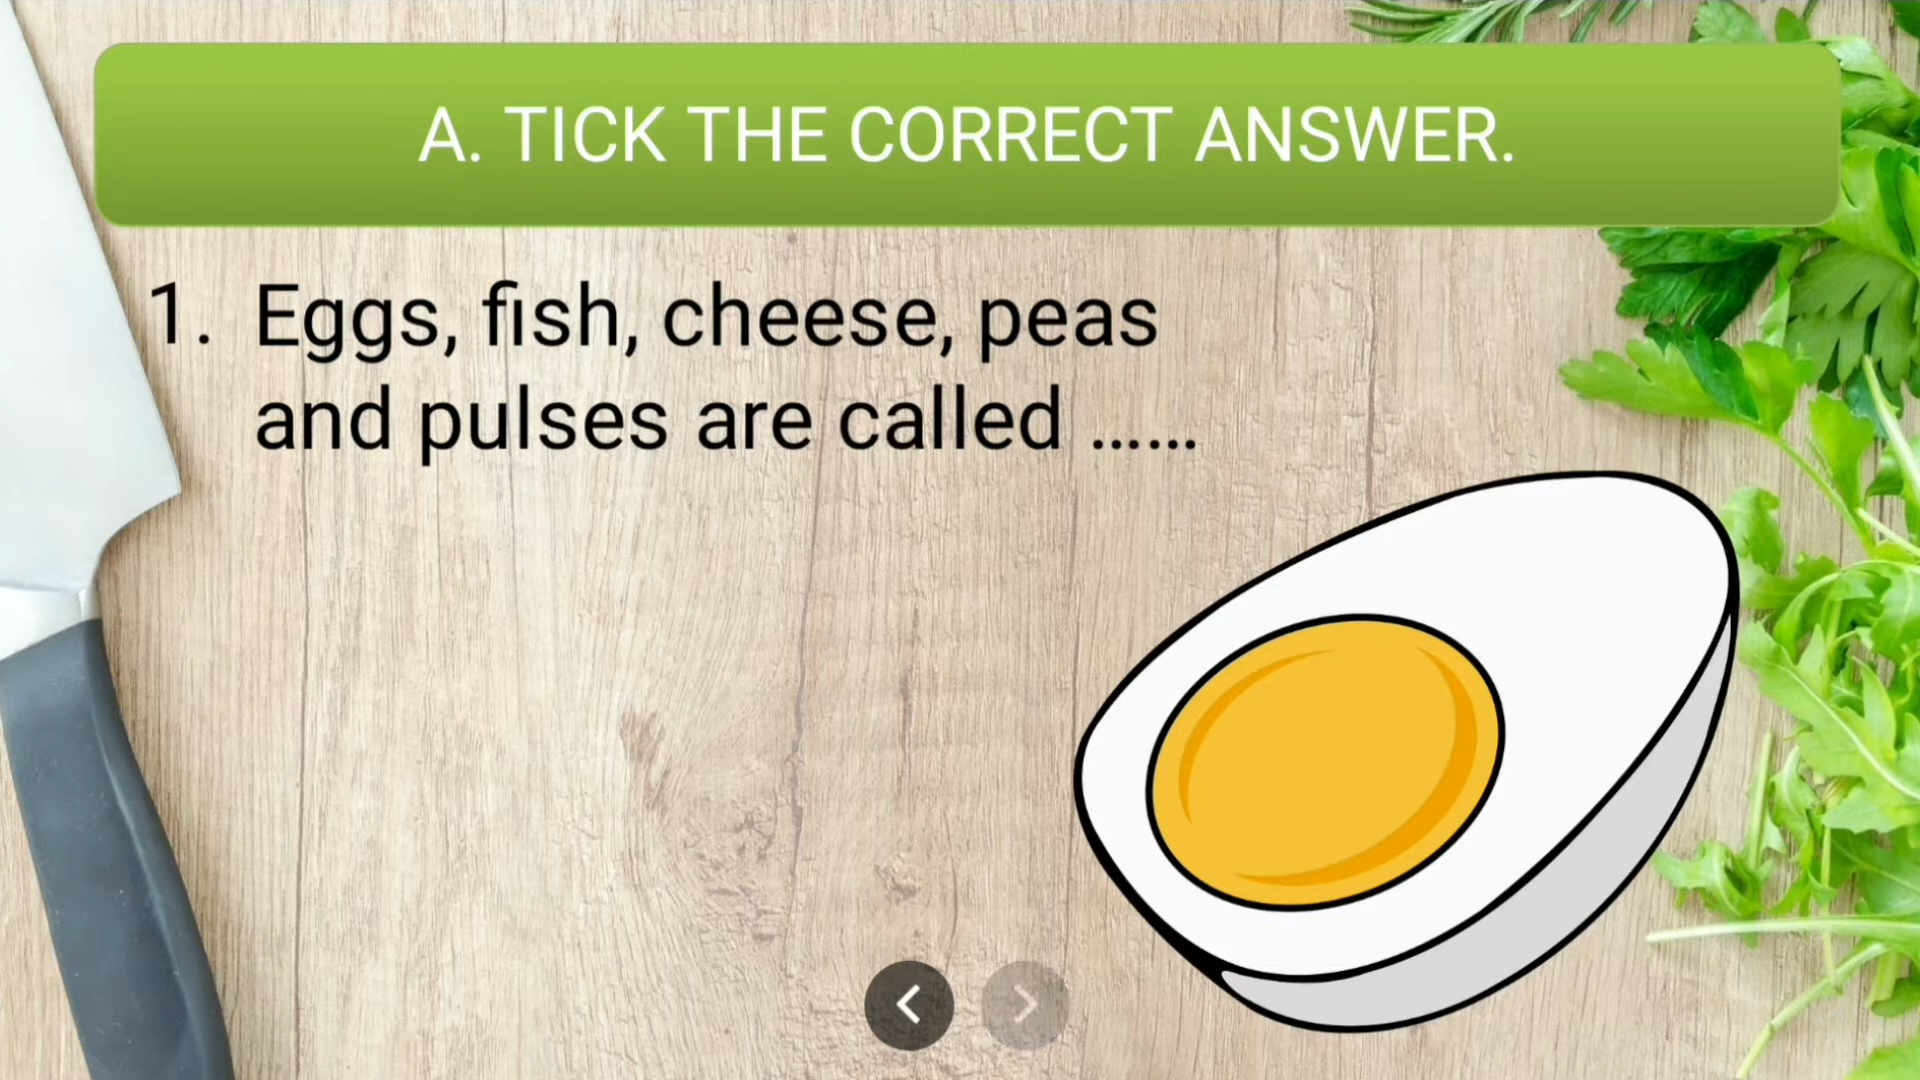 A. TICK THE CORRECT ANSWER.
1. Eggs, fish, cheese, peas
and pulses are called ......